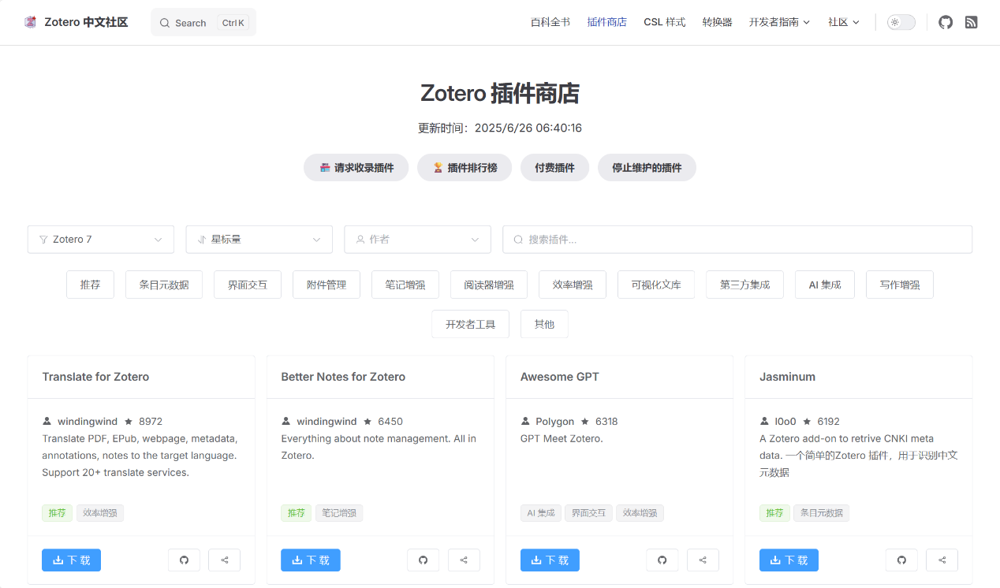 Zotero 中文社区
Search Ctrl K
百科全书 插件商店 CSL 样式 转换器 开发者指南 社区
Zotero 插件商店
更新时间：2025/6/26 06:40:16
请求收录插件 插件排行榜 付费插件 停止维护的插件
Zotero 7 星标量 作者 搜索插件...
推荐 条目元数据 界面交互 附件管理 笔记增强 阅读器增强 效率增强 可视化文库 第三方集成 AI 集成 写作增强
开发者工具 其他
Translate for Zotero
windingwind 8972
Translate PDF, EPub, webpage, metadata,
annotations, notes to the target language.
Support 20+ translate services.
推荐 效率增强
下载
Better Notes for Zotero
windingwind 6450
Everything about note management. All in
Zotero.
推荐 笔记增强
下载
Awesome GPT
Polygon 6318
GPT Meet Zotero.
AI 集成 界面交互 效率增强
下载
Jasminum
l0o0 6192
A Zotero add-on to retrive CNKI meta
data. 一个简单的Zotero 插件，用于识别中文
元数据
推荐 条目元数据
下载